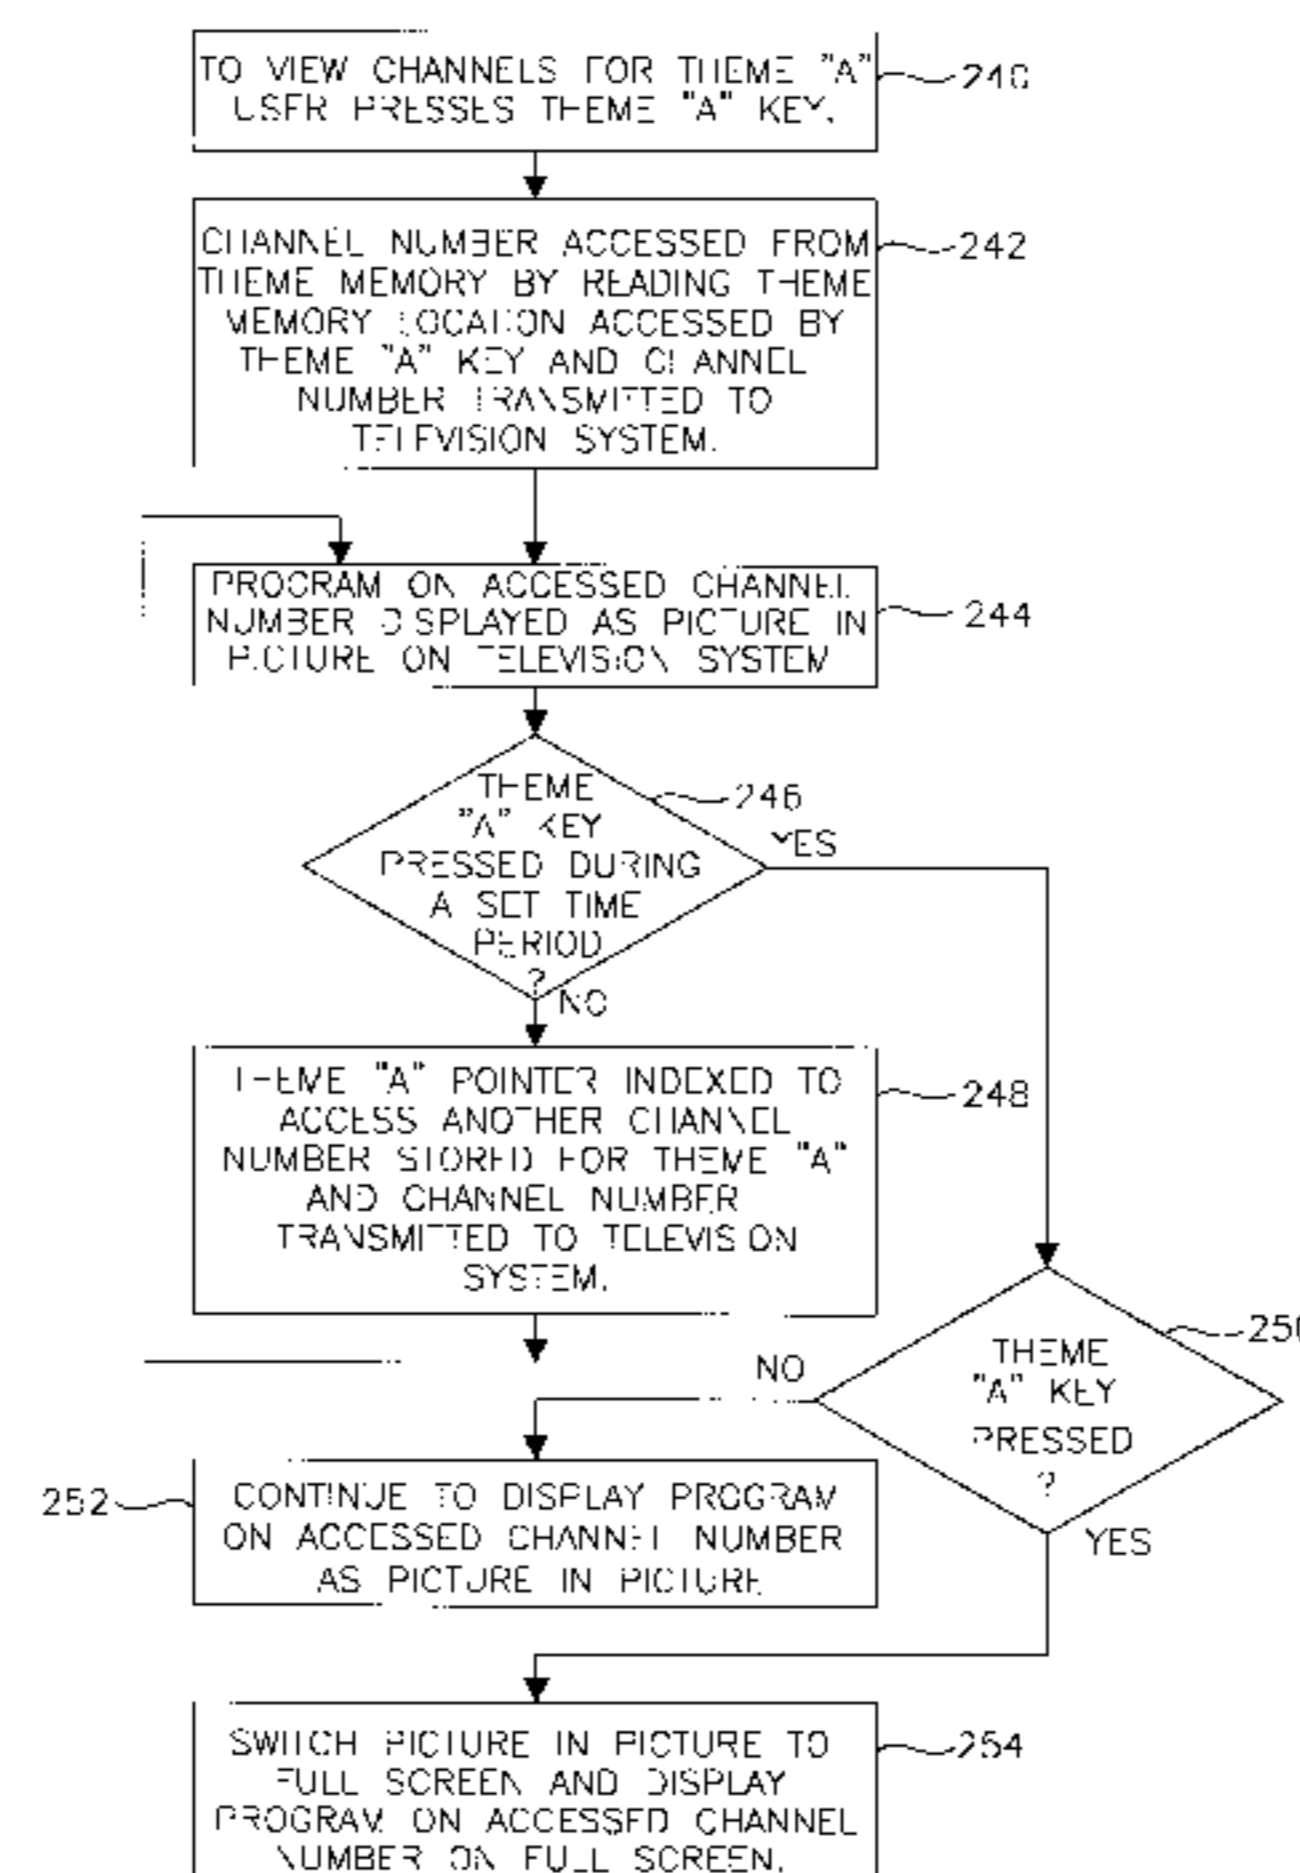 TO VIEW CHANNELS FOR THEME "A"
USER PRESSES THEME "A" KEY.
240
CHANNEL NUMBER ACCESSED FROM
THEME MEMORY BY READING THEME
MEMORY LOCATION ACCESSED BY
THEME "A" KEY AND CHANNEL
NUMBER TRANSMITTED TO
TELEVISION SYSTEM.
242
PROGRAM ON ACCESSED CHANNEL
NUMBER DISPLAYED AS PICTURE IN
PICTURE ON TELEVISION SYSTEM
244
THEME
"A" KEY
PRESSED DURING
A SET TIME
PERIOD
?
246
YES
NO
THEME "A" POINTER INDEXED TO
ACCESS ANOTHER CHANNEL
NUMBER STORED FOR THEME "A"
AND CHANNEL NUMBER
TRANSMITTED TO TELEVISION
SYSTEM.
248
THEME
"A" KEY
PRESSED
?
250
NO
YES
252
CONTINUE TO DISPLAY PROGRAM
ON ACCESSED CHANNEL NUMBER
AS PICTURE IN PICTURE
SWITCH PICTURE IN PICTURE TO
FULL SCREEN AND DISPLAY
PROGRAM ON ACCESSED CHANNEL
NUMBER ON FULL SCREEN.
254